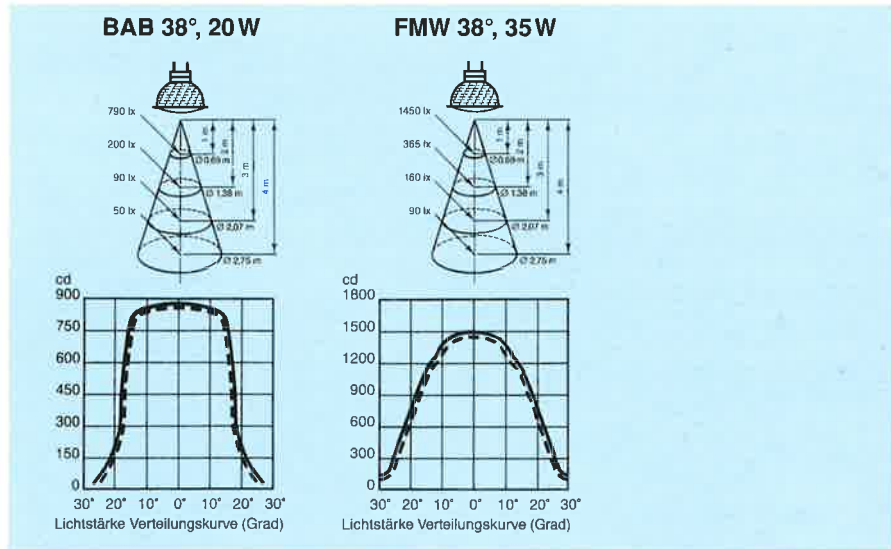 BAB 38°, 20 W
790 lx
200 lx
90 lx
50 lx
1 m
2 m
3 m
4 m
Ø 0,69 m
Ø 1,38 m
Ø 2,07 m
Ø 2,75 m
cd
900
750
600
450
300
150
0
30° 20° 10° 0° 10° 20° 30°
Lichtstärke Verteilungskurve (Grad)
FMW 38°, 35 W
1450 lx
365 lx
160 lx
90 lx
1 m
2 m
3 m
4 m
Ø 0,69 m
Ø 1,38 m
Ø 2,07 m
Ø 2,75 m
cd
1800
1500
1200
900
600
300
0
30° 20° 10° 0° 10° 20° 30°
Lichtstärke Verteilungskurve (Grad)